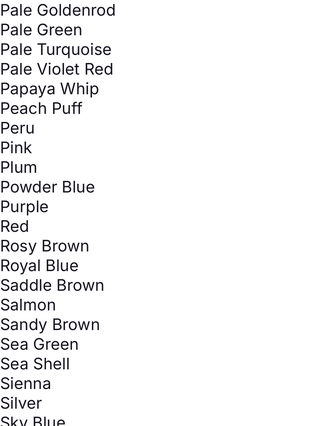 Pale Goldenrod
Pale Green
Pale Turquoise
Pale Violet Red
Papaya Whip
Peach Puff
Peru
Pink
Plum
Powder Blue
Purple
Red
Rosy Brown
Royal Blue
Saddle Brown
Salmon
Sandy Brown
Sea Green
Sea Shell
Sienna
Silver
Sky Blue